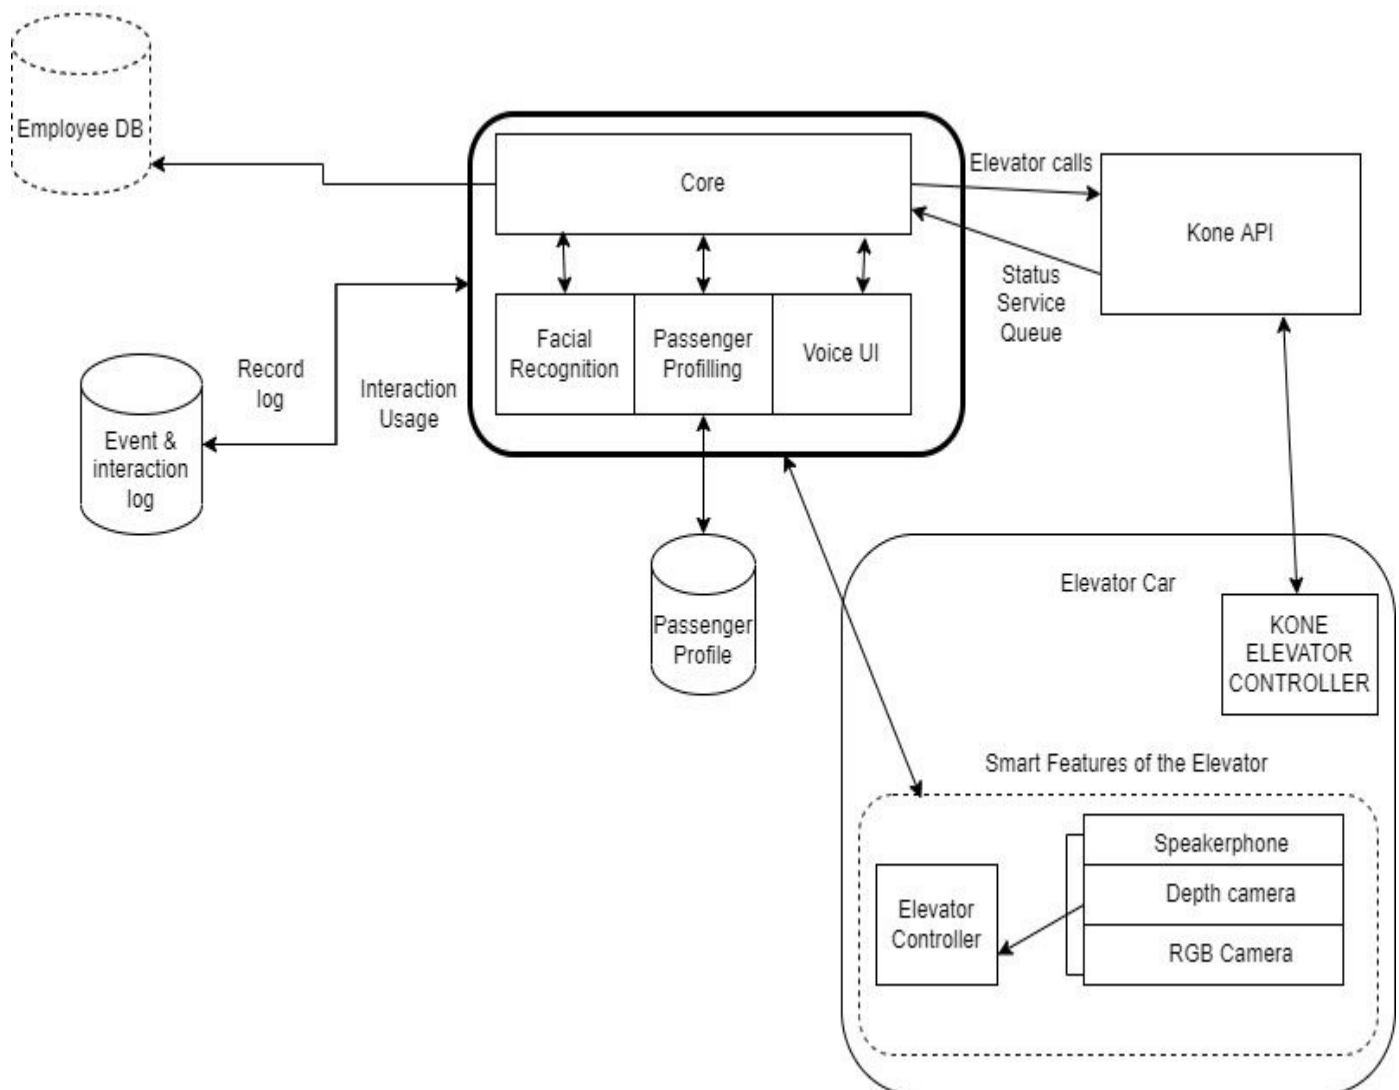 Employee DB
Core
Elevator calls
Kone API
Status
Service
Queue
Facial
Recognition
Passenger
Profilling
Voice UI
Record
log
Interaction
Usage
Event &
interaction
log
Passenger
Profile
Elevator Car
KONE
ELEVATOR
CONTROLLER
Smart Features of the Elevator
Speakerphone
Depth camera
RGB Camera
Elevator
Controller